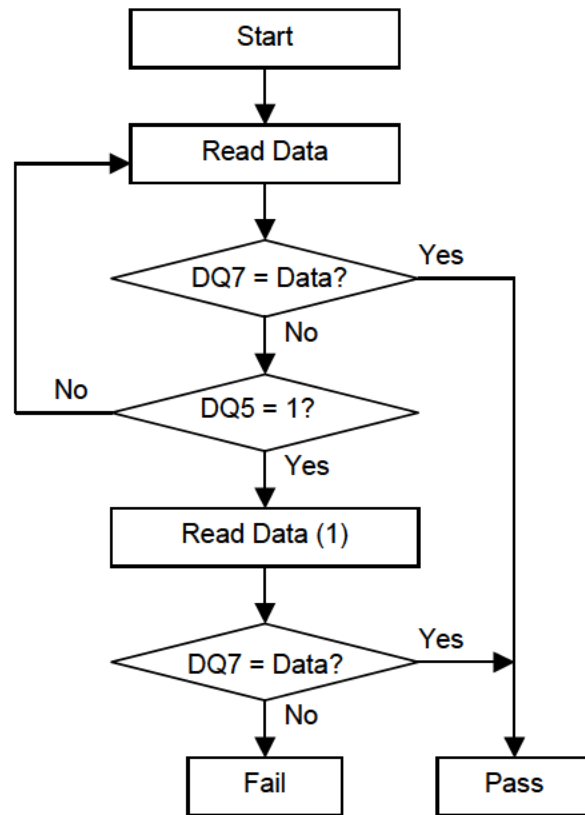 Start
Read Data
DQ7 = Data?
Yes
No
No
DQ5 = 1?
Yes
Read Data (1)
DQ7 = Data?
Yes
No
Fail
Pass